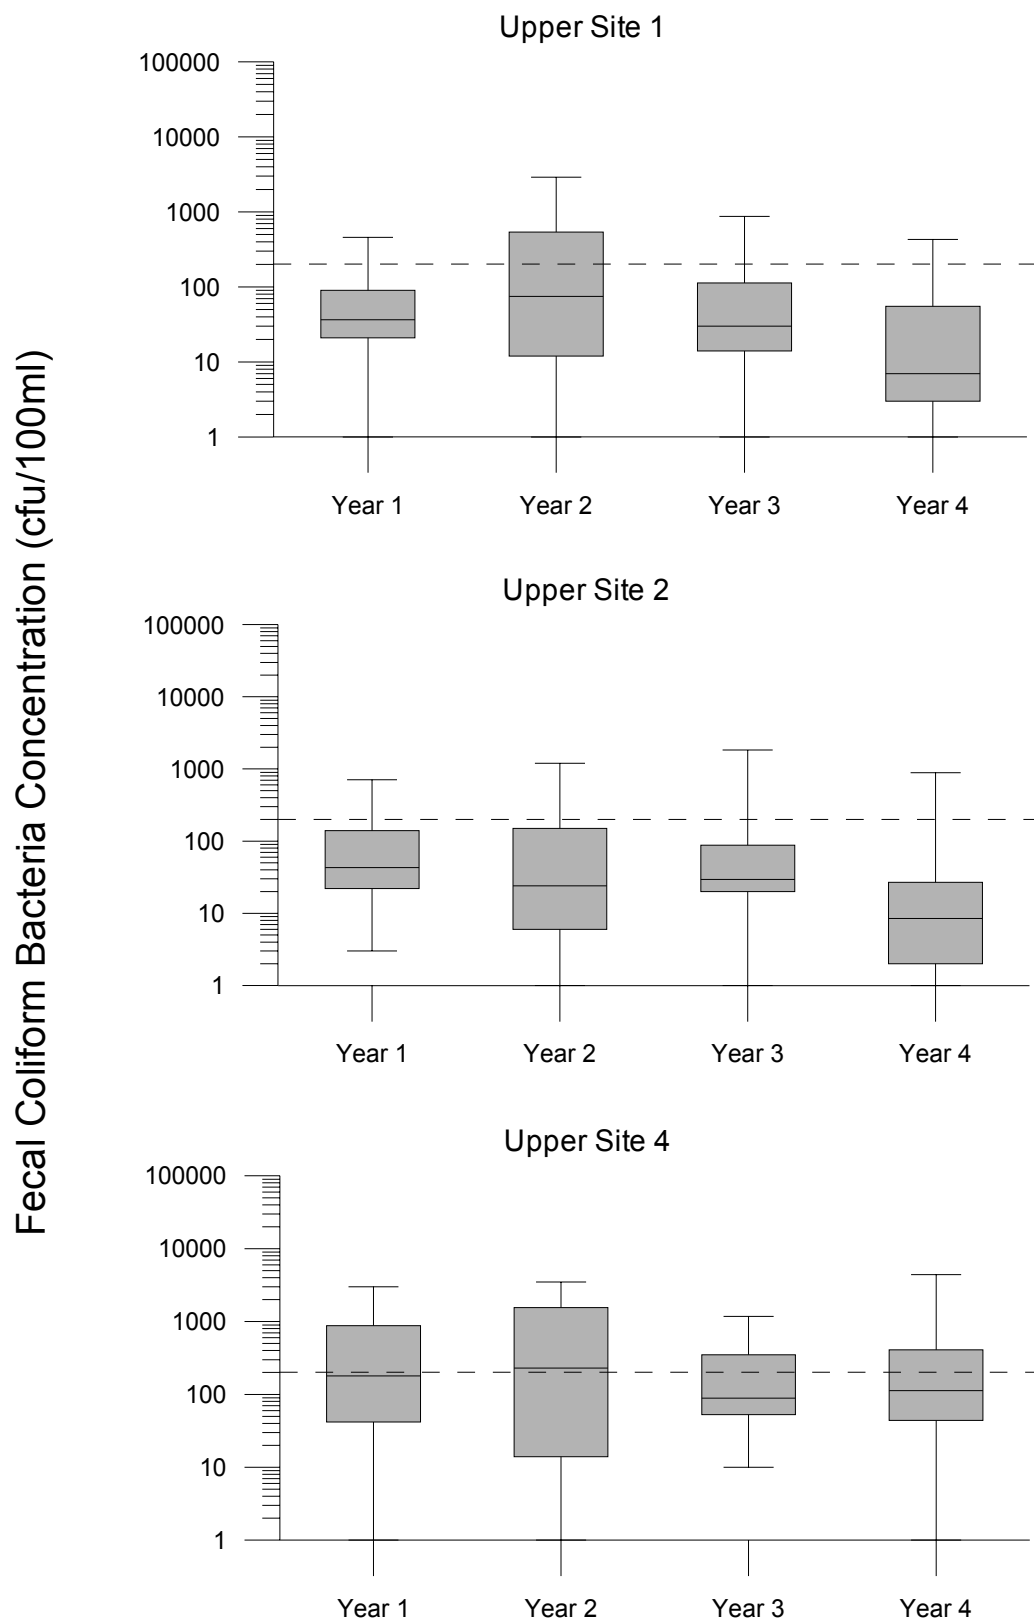 Fecal Coliform Bacteria Concentration (cfu/100ml)
Upper Site 1
100000
10000
1000
100
10
1
Year 1 Year 2 Year 3 Year 4
Upper Site 2
100000
10000
1000
100
10
1
Year 1 Year 2 Year 3 Year 4
Upper Site 4
100000
10000
1000
100
10
1
Year 1 Year 2 Year 3 Year 4